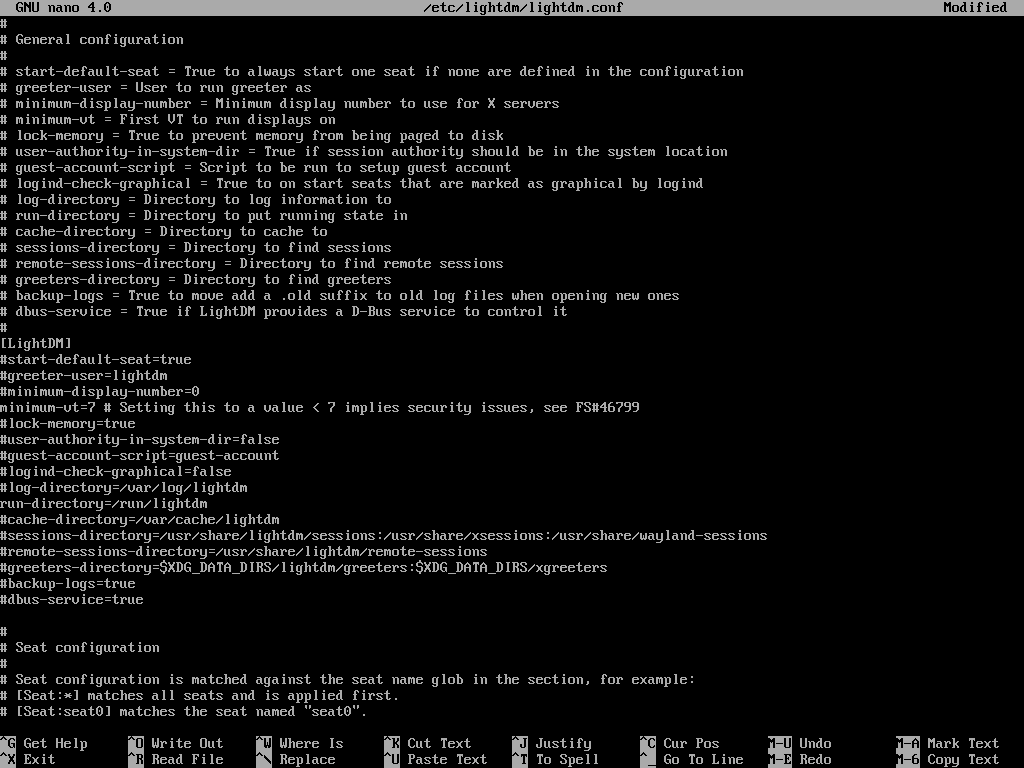 GNU nano 4.0 /etc/lightdm/lightdm.conf Modified
#
# General configuration
#
# start-default-seat = True to always start one seat if none are defined in the configuration
# greeter-user = User to run greeter as
# minimum-display-number = Minimum display number to use for X servers
# minimum-vt = First VT to run displays on
# lock-memory = True to prevent memory from being paged to disk
# user-authority-in-system-dir = True if session authority should be in the system location
# guest-account-script = Script to be run to setup guest account
# logind-check-graphical = True to on start seats that are marked as graphical by logind
# log-directory = Directory to log information to
# run-directory = Directory to put running state in
# cache-directory = Directory to cache to
# sessions-directory = Directory to find sessions
# remote-sessions-directory = Directory to find remote sessions
# greeters-directory = Directory to find greeters
# backup-logs = True to move add a .old suffix to old log files when opening new ones
# dbus-service = True if LightDM provides a D-Bus service to control it
#
[LightDM]
#start-default-seat=true
#greeter-user=lightdm
#minimum-display-number=0
minimum-vt=7 # Setting this to a value < 7 implies security issues, see FS#46799
#lock-memory=true
#user-authority-in-system-dir=false
#guest-account-script=guest-account
#logind-check-graphical=false
#log-directory=/var/log/lightdm
run-directory=/run/lightdm
#cache-directory=/var/cache/lightdm
#sessions-directory=/usr/share/lightdm/sessions:/usr/share/xsessions:/usr/share/wayland-sessions
#remote-sessions-directory=/usr/share/lightdm/remote-sessions
#greeters-directory=$XDG_DATA_DIRS/lightdm/greeters:$XDG_DATA_DIRS/xgreeters
#backup-logs=true
#dbus-service=true
#
# Seat configuration
#
# Seat configuration is matched against the seat name glob in the section, for example:
# [Seat:*] matches all seats and is applied first.
# [Seat:seat0] matches the seat named "seat0".
^G Get Help ^O Write Out ^W Where Is ^K Cut Text ^J Justify ^C Cur Pos M-U Undo M-A Mark Text
^X Exit ^R Read File ^\ Replace ^U Paste Text ^T To Spell ^_ Go To Line M-E Redo M-6 Copy Text